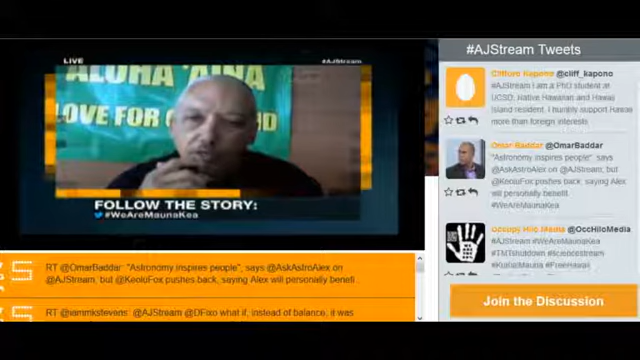 #AJStream Tweets
LIVE
#AJStream
ALOHA 'AINA
LOVE FOR
FOLLOW THE STORY:
#WeAreMaunaKea
Clifford Kapono @cliff_kapono
#AJStream I am a PhD student at
UCSD, Native Hawaiian and Hawaii
Island resident. I humbly support Hawaii
more than foreign interests
Omar Baddar @OmarBaddar
"Astronomy inspires people", says
@AskAstroAlex on @AJStream, but
@KeoluFox pushes back, saying Alex
will personally benefit
#WeAreMaunaKea
Occupy Hilo Media @OccHiloMedia
#AJStream #WeAreMaunaKea
#TMTshutdown #sciencestream
#KuKiaiMauna #FreeHawaii
RT @OmarBaddar: "Astronomy inspires people", says @AskAstroAlex on
@AJStream, but @KeoluFox pushes back, saying Alex will personally benefi
RT @iammkstevens: @AJStream @DFixo what if, instead of balance, it was
Join the Discussion